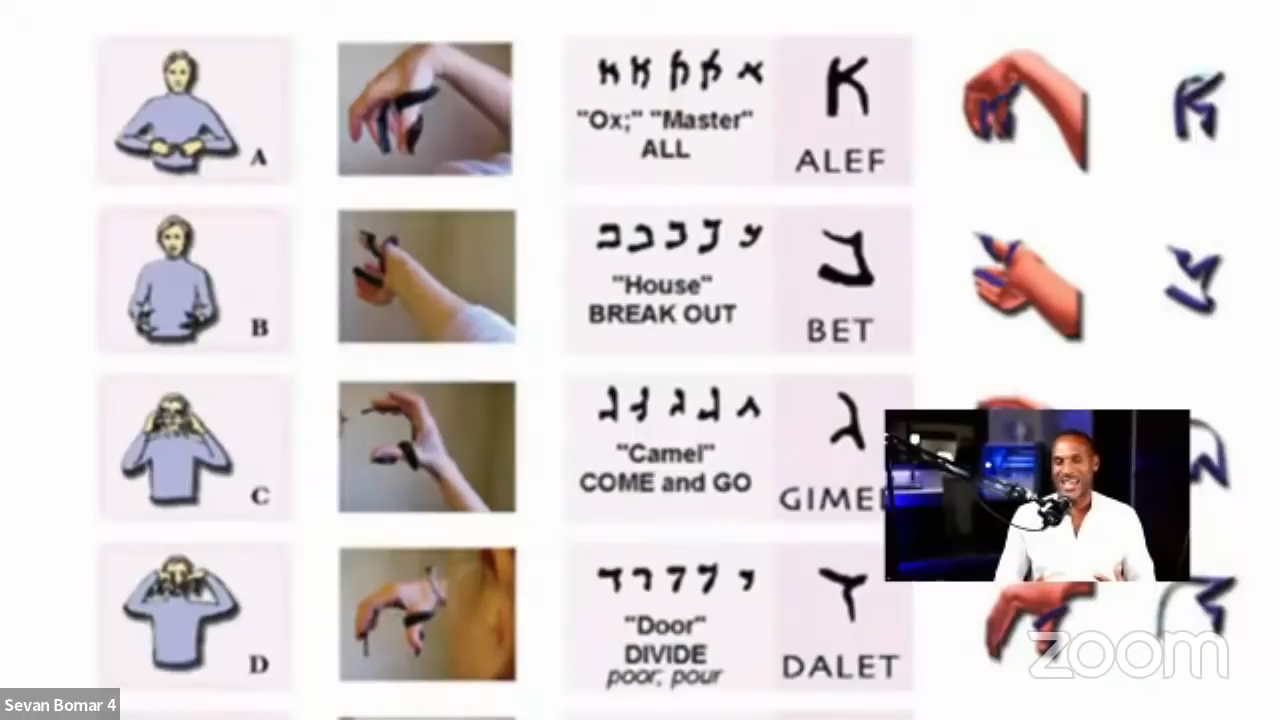 A
"Ox;" "Master"
ALL
ALEF
B
"House"
BREAK OUT
BET
C
"Camel"
COME and GO
GIME
D
"Door"
DIVIDE
poor; pour
DALET
zoom
Sevan Bomar 4